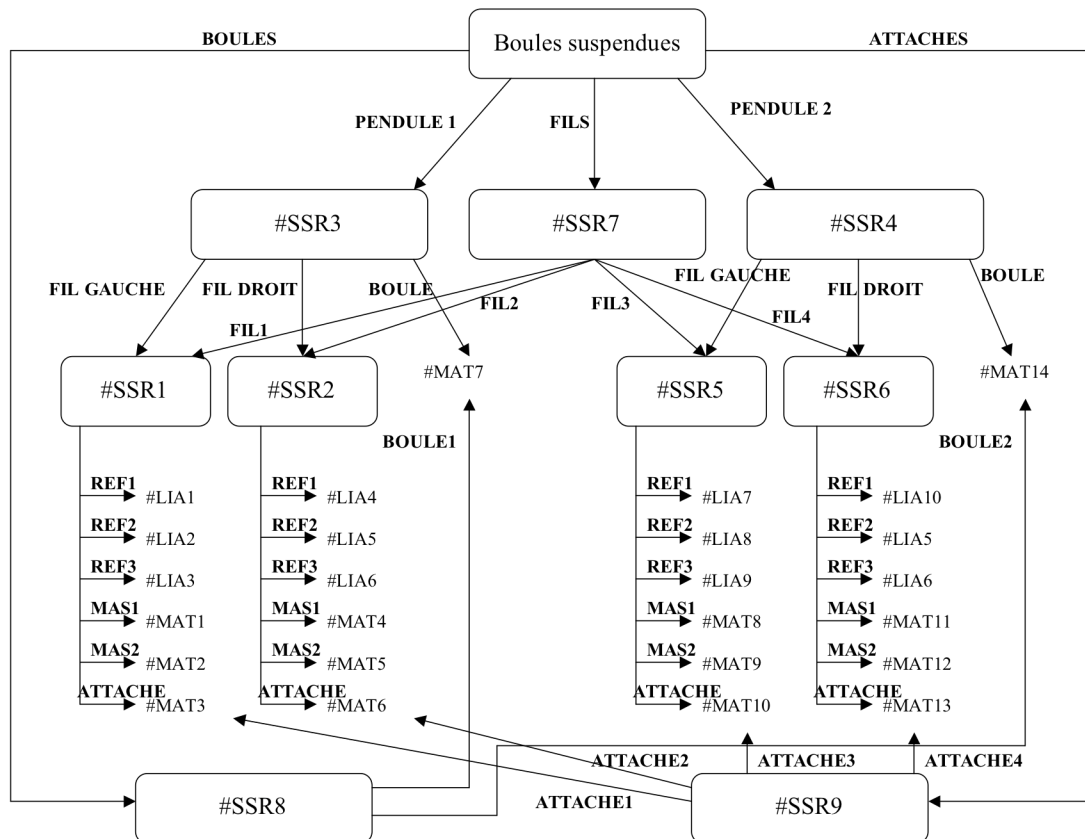 BOULES
Boules suspendues
ATTACHES
PENDULE 1
FILS
PENDULE 2
#SSR3
#SSR7
#SSR4
FIL GAUCHE
FIL DROIT
BOULE
FIL GAUCHE
FIL DROIT
BOULE
FIL1
FIL2
FIL3
FIL4
#SSR1
#SSR2
#MAT7
#SSR5
#SSR6
#MAT14
BOULE1
BOULE2
REF1 #LIA1
REF2 #LIA2
REF3 #LIA3
MAS1 #MAT1
MAS2 #MAT2
ATTACHE #MAT3
REF1 #LIA4
REF2 #LIA5
REF3 #LIA6
MAS1 #MAT4
MAS2 #MAT5
ATTACHE #MAT6
REF1 #LIA7
REF2 #LIA8
REF3 #LIA9
MAS1 #MAT8
MAS2 #MAT9
ATTACHE #MAT10
REF1 #LIA10
REF2 #LIA5
REF3 #LIA6
MAS1 #MAT11
MAS2 #MAT12
ATTACHE #MAT13
ATTACHE2
ATTACHE3
ATTACHE4
#SSR8
ATTACHE1
#SSR9